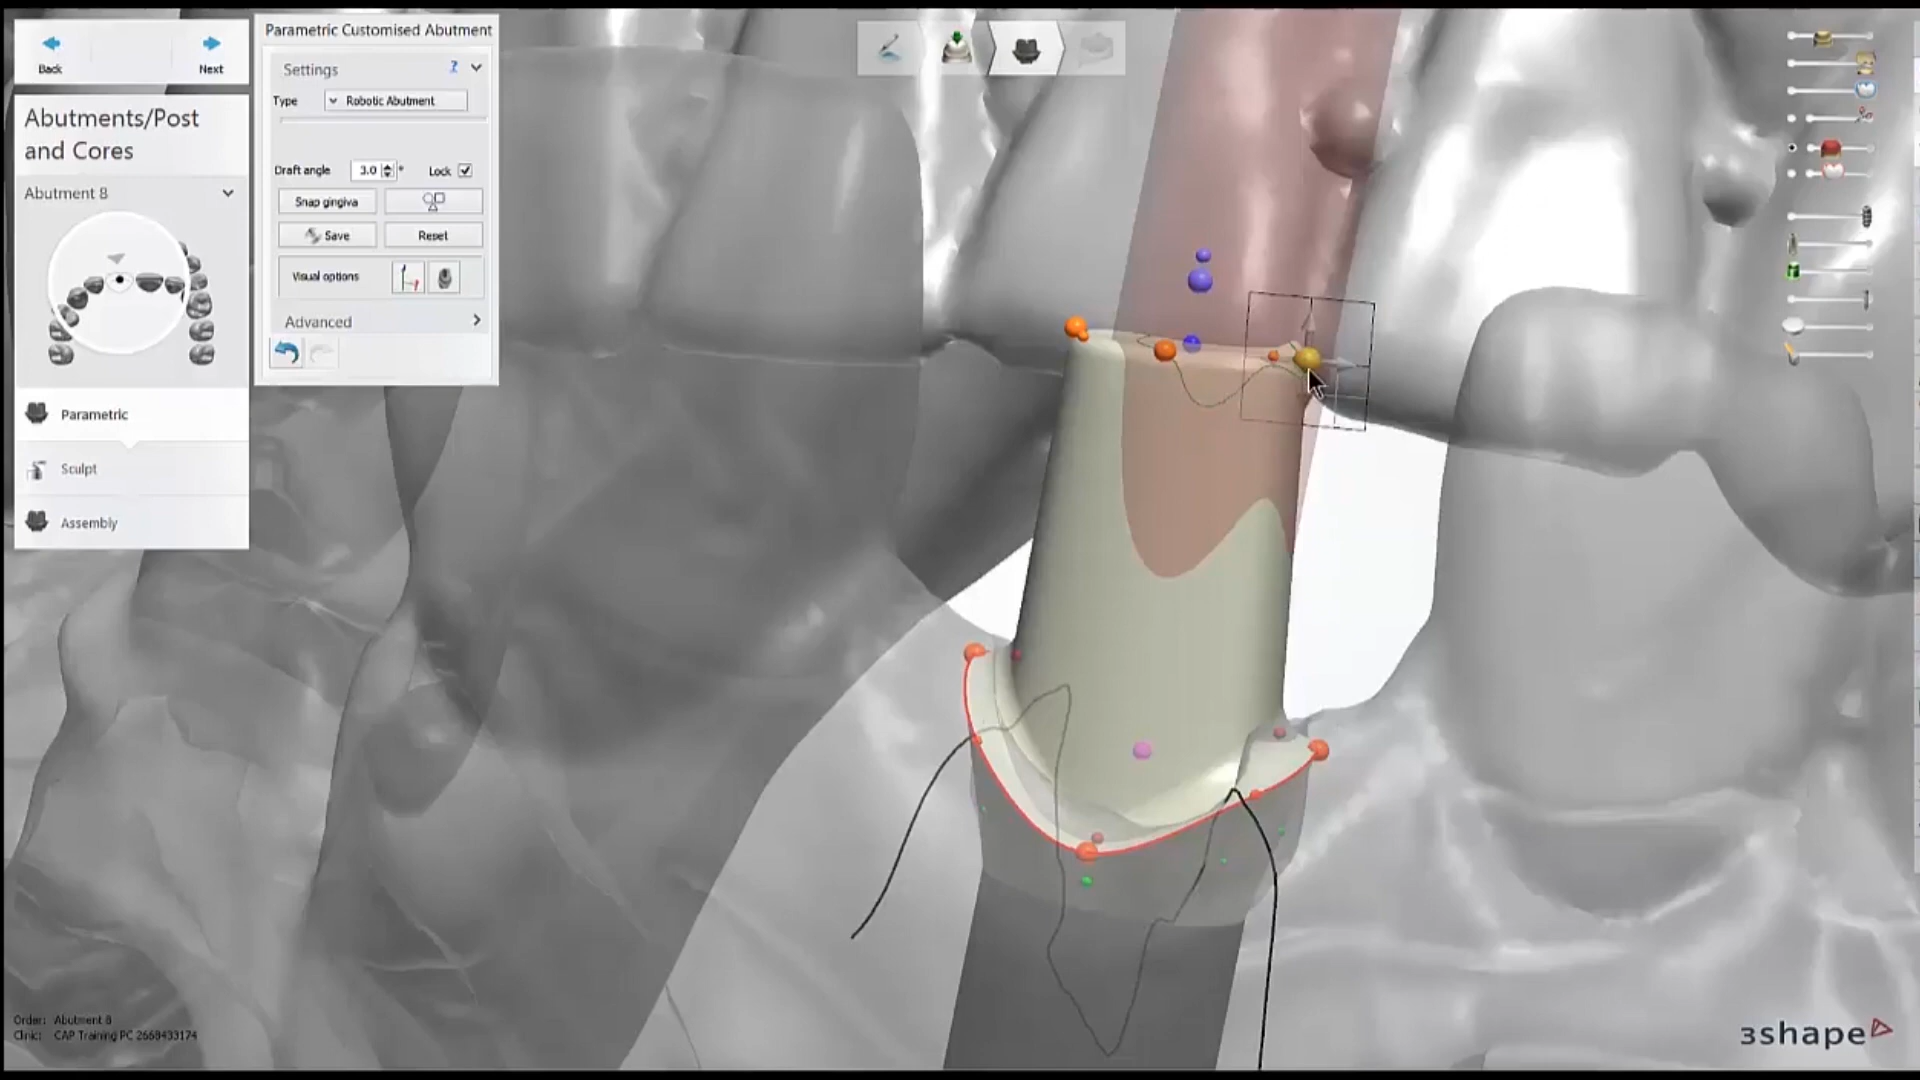 Back
Next
Abutments/Post
and Cores
Abutment 8
Parametric
Sculpt
Assembly
Parametric Customised Abutment
Settings
?
Type
Robotic Abutment
Draft angle
3.0
°
Lock
Snap gingiva
Save
Reset
Visual options
Advanced
Order: Abutment 8
Clinic: CAP Training PC 2668433174
3shape